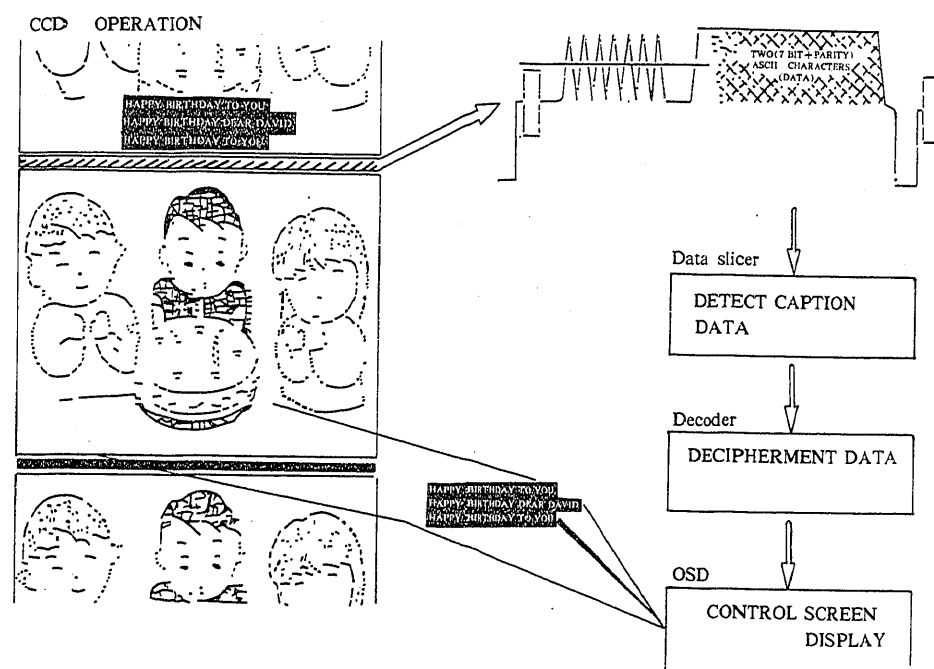 CCD OPERATION
HAPPY BIRTHDAY TO YOU
HAPPY BIRTHDAY DEAR DAVID
HAPPY BIRTHDAY TO YOU
TWO(7 BIT+PARITY)
ASCII CHARACTERS
(DATA)
Data slicer
DETECT CAPTION
DATA
Decoder
DECIPHERMENT DATA
HAPPY BIRTHDAY TO YOU
HAPPY BIRTHDAY DEAR DAVID
HAPPY BIRTHDAY TO YOU
OSD
CONTROL SCREEN
DISPLAY